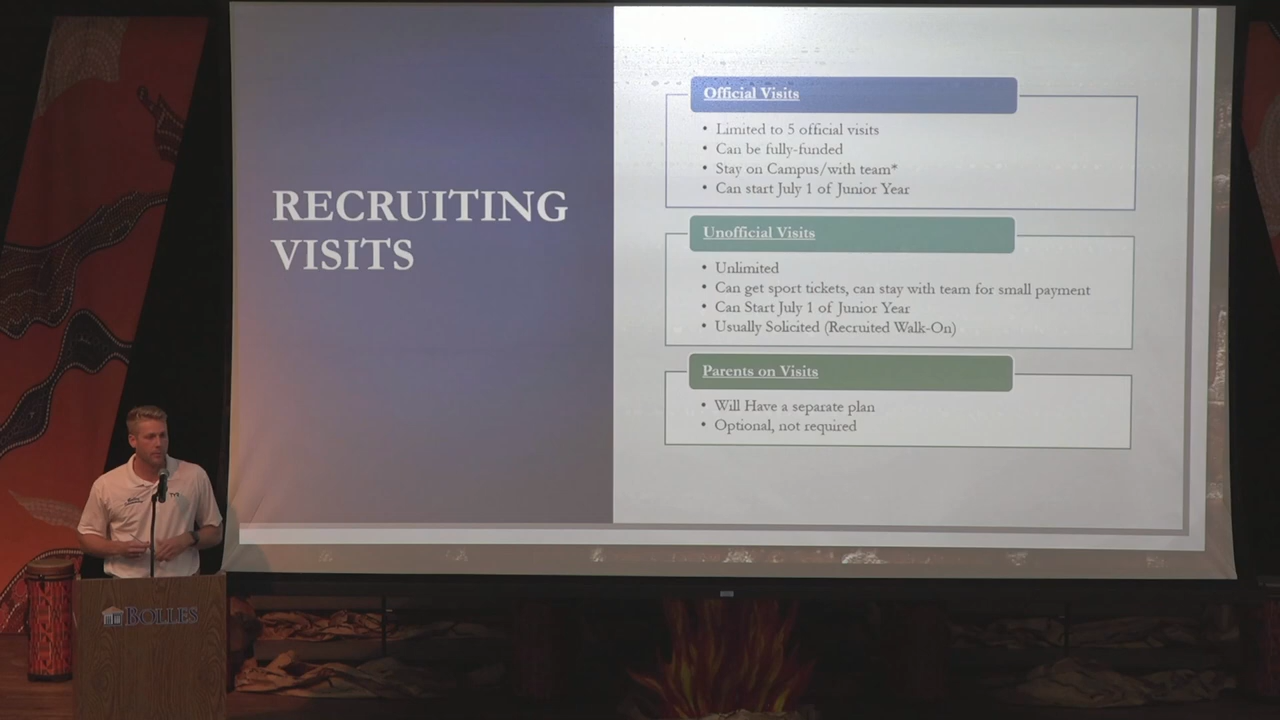 RECRUITING
VISITS
Official Visits
• Limited to 5 official visits
• Can be fully-funded
• Stay on Campus/with team*
• Can start July 1 of Junior Year
Unofficial Visits
• Unlimited
• Can get sport tickets, can stay with team for small payment
• Can Start July 1 of Junior Year
• Usually Solicited (Recruited Walk-On)
Parents on Visits
• Will Have a separate plan
• Optional, not required
TYR
BOLLES